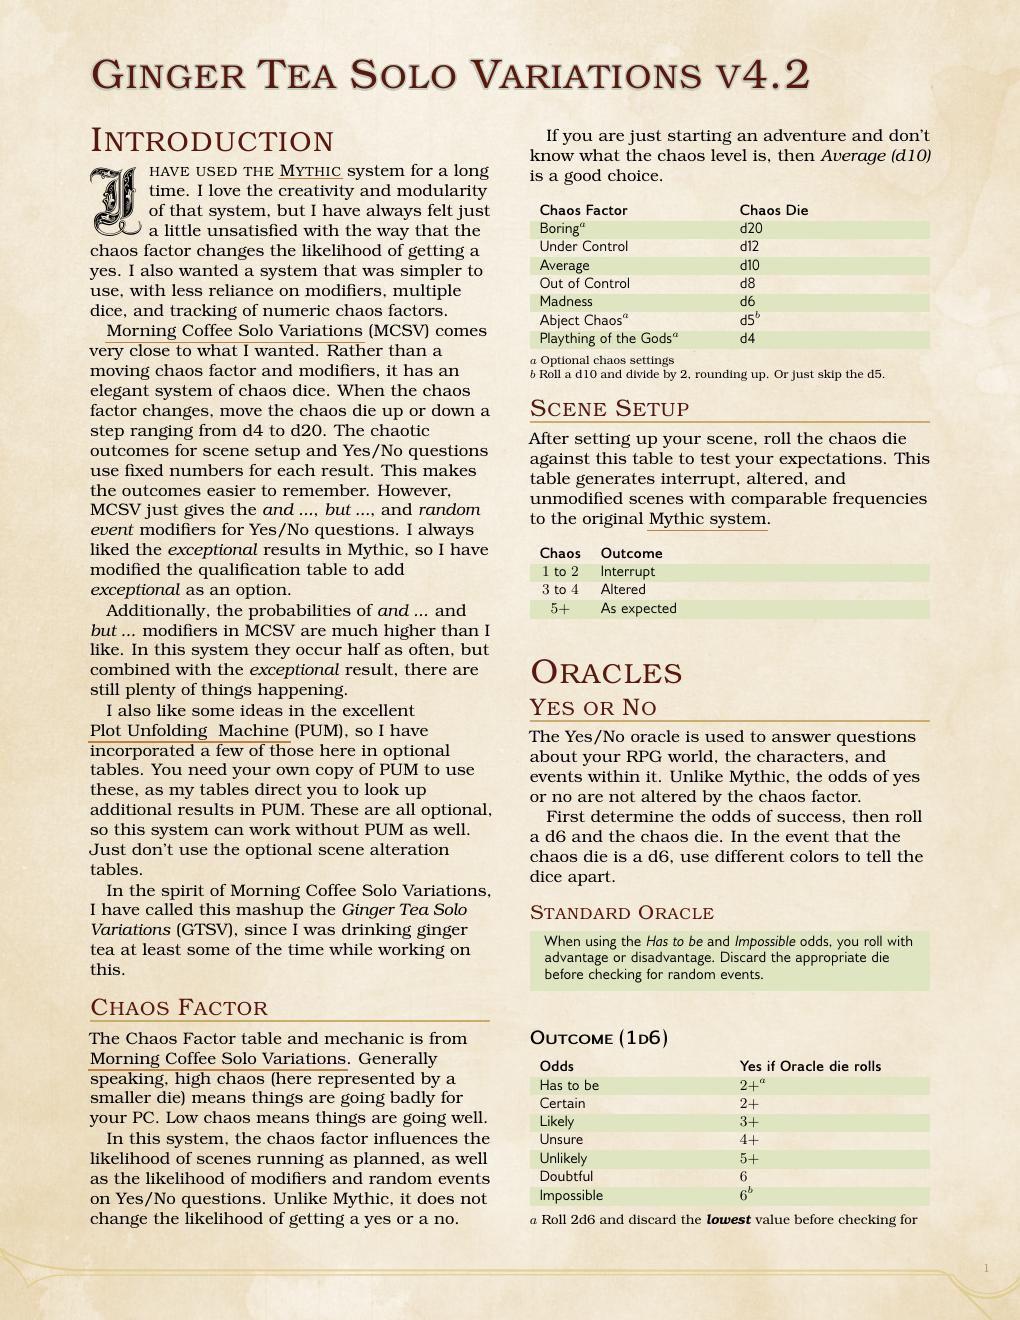 Ginger Tea Solo Variations v4.2
Introduction
I have used the Mythic system for a long
time. I love the creativity and modularity
of that system, but I have always felt just
a little unsatisfied with the way that the
chaos factor changes the likelihood of getting a
yes. I also wanted a system that was simpler to
use, with less reliance on modifiers, multiple
dice, and tracking of numeric chaos factors.
Morning Coffee Solo Variations (MCSV) comes
very close to what I wanted. Rather than a
moving chaos factor and modifiers, it has an
elegant system of chaos dice. When the chaos
factor changes, move the chaos die up or down a
step ranging from d4 to d20. The chaotic
outcomes for scene setup and Yes/No questions
use fixed numbers for each result. This makes
the outcomes easier to remember. However,
MCSV just gives the and ..., but ..., and random
event modifiers for Yes/No questions. I always
liked the exceptional results in Mythic, so I have
modified the qualification table to add
exceptional as an option.
Additionally, the probabilities of and ... and
but ... modifiers in MCSV are much higher than I
like. In this system they occur half as often, but
combined with the exceptional result, there are
still plenty of things happening.
I also like some ideas in the excellent
Plot Unfolding Machine (PUM), so I have
incorporated a few of those here in optional
tables. You need your own copy of PUM to use
these, as my tables direct you to look up
additional results in PUM. These are all optional,
so this system can work without PUM as well.
Just don't use the optional scene alteration
tables.
In the spirit of Morning Coffee Solo Variations,
I have called this mashup the Ginger Tea Solo
Variations (GTSV), since I was drinking ginger
tea at least some of the time while working on
this.
Chaos Factor
The Chaos Factor table and mechanic is from
Morning Coffee Solo Variations. Generally
speaking, high chaos (here represented by a
smaller die) means things are going badly for
your PC. Low chaos means things are going well.
In this system, the chaos factor influences the
likelihood of scenes running as planned, as well
as the likelihood of modifiers and random events
on Yes/No questions. Unlike Mythic, it does not
change the likelihood of getting a yes or a no.
If you are just starting an adventure and don't
know what the chaos level is, then Average (d10)
is a good choice.
Chaos Factor Chaos Die
Boring^a d20
Under Control d12
Average d10
Out of Control d8
Madness d6
Abject Chaos^a d5^b
Plaything of the Gods^a d4
a Optional chaos settings
b Roll a d10 and divide by 2, rounding up. Or just skip the d5.
Scene Setup
After setting up your scene, roll the chaos die
against this table to test your expectations. This
table generates interrupt, altered, and
unmodified scenes with comparable frequencies
to the original Mythic system.
Chaos Outcome
1 to 2 Interrupt
3 to 4 Altered
5+ As expected
Oracles
Yes or No
The Yes/No oracle is used to answer questions
about your RPG world, the characters, and
events within it. Unlike Mythic, the odds of yes
or no are not altered by the chaos factor.
First determine the odds of success, then roll
a d6 and the chaos die. In the event that the
chaos die is a d6, use different colors to tell the
dice apart.
Standard Oracle
When using the Has to be and Impossible odds, you roll with
advantage or disadvantage. Discard the appropriate die
before checking for random events.
Outcome (1d6)
Odds Yes if Oracle die rolls
Has to be 2+^a
Certain 2+
Likely 3+
Unsure 4+
Unlikely 5+
Doubtful 6
Impossible 6^b
a Roll 2d6 and discard the lowest value before checking for
1